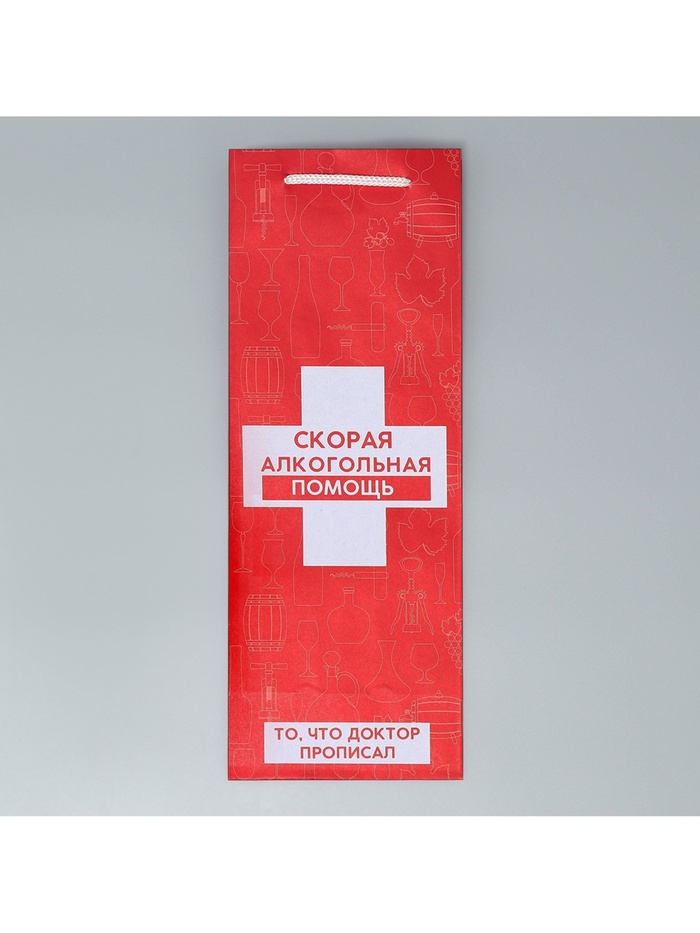 СКОРАЯ
АЛКОГОЛЬНАЯ
ПОМОЩЬ
ТО, ЧТО ДОКТОР
ПРОПИСАЛ